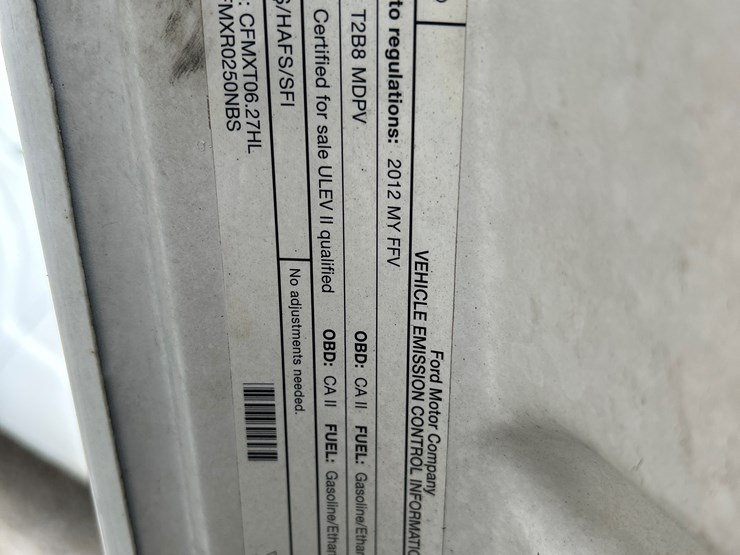 Ford Motor Company
VEHICLE EMISSION CONTROL INFORMATIO
to regulations: 2012 MY FFV
T2B8 MDPV OBD: CA II FUEL: Gasoline/Ethan
Certified for sale ULEV II qualified OBD: CA II FUEL: Gasoline/Ethan
S/HAFS/SFI No adjustments needed.
: CFMXT06.27HL
FMXR0250NBS